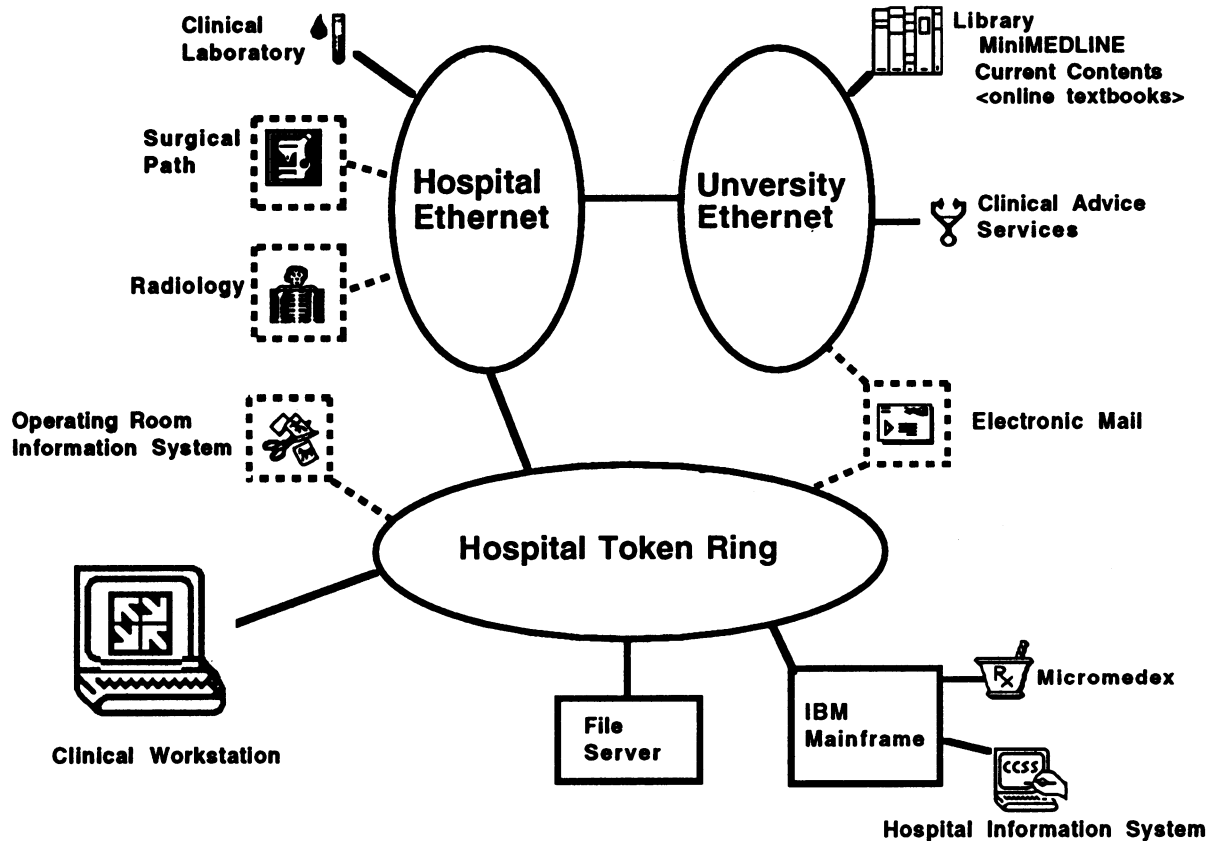 Clinical
Laboratory
Library
MiniMEDLINE
Current Contents
<online textbooks>
Surgical
Path
Hospital
Ethernet
Unversity
Ethernet
Clinical Advice
Services
Radiology
Operating Room
Information System
Electronic Mail
Hospital Token Ring
Clinical Workstation
File
Server
IBM
Mainframe
Rx
Micromedex
CCSS
Hospital Information System